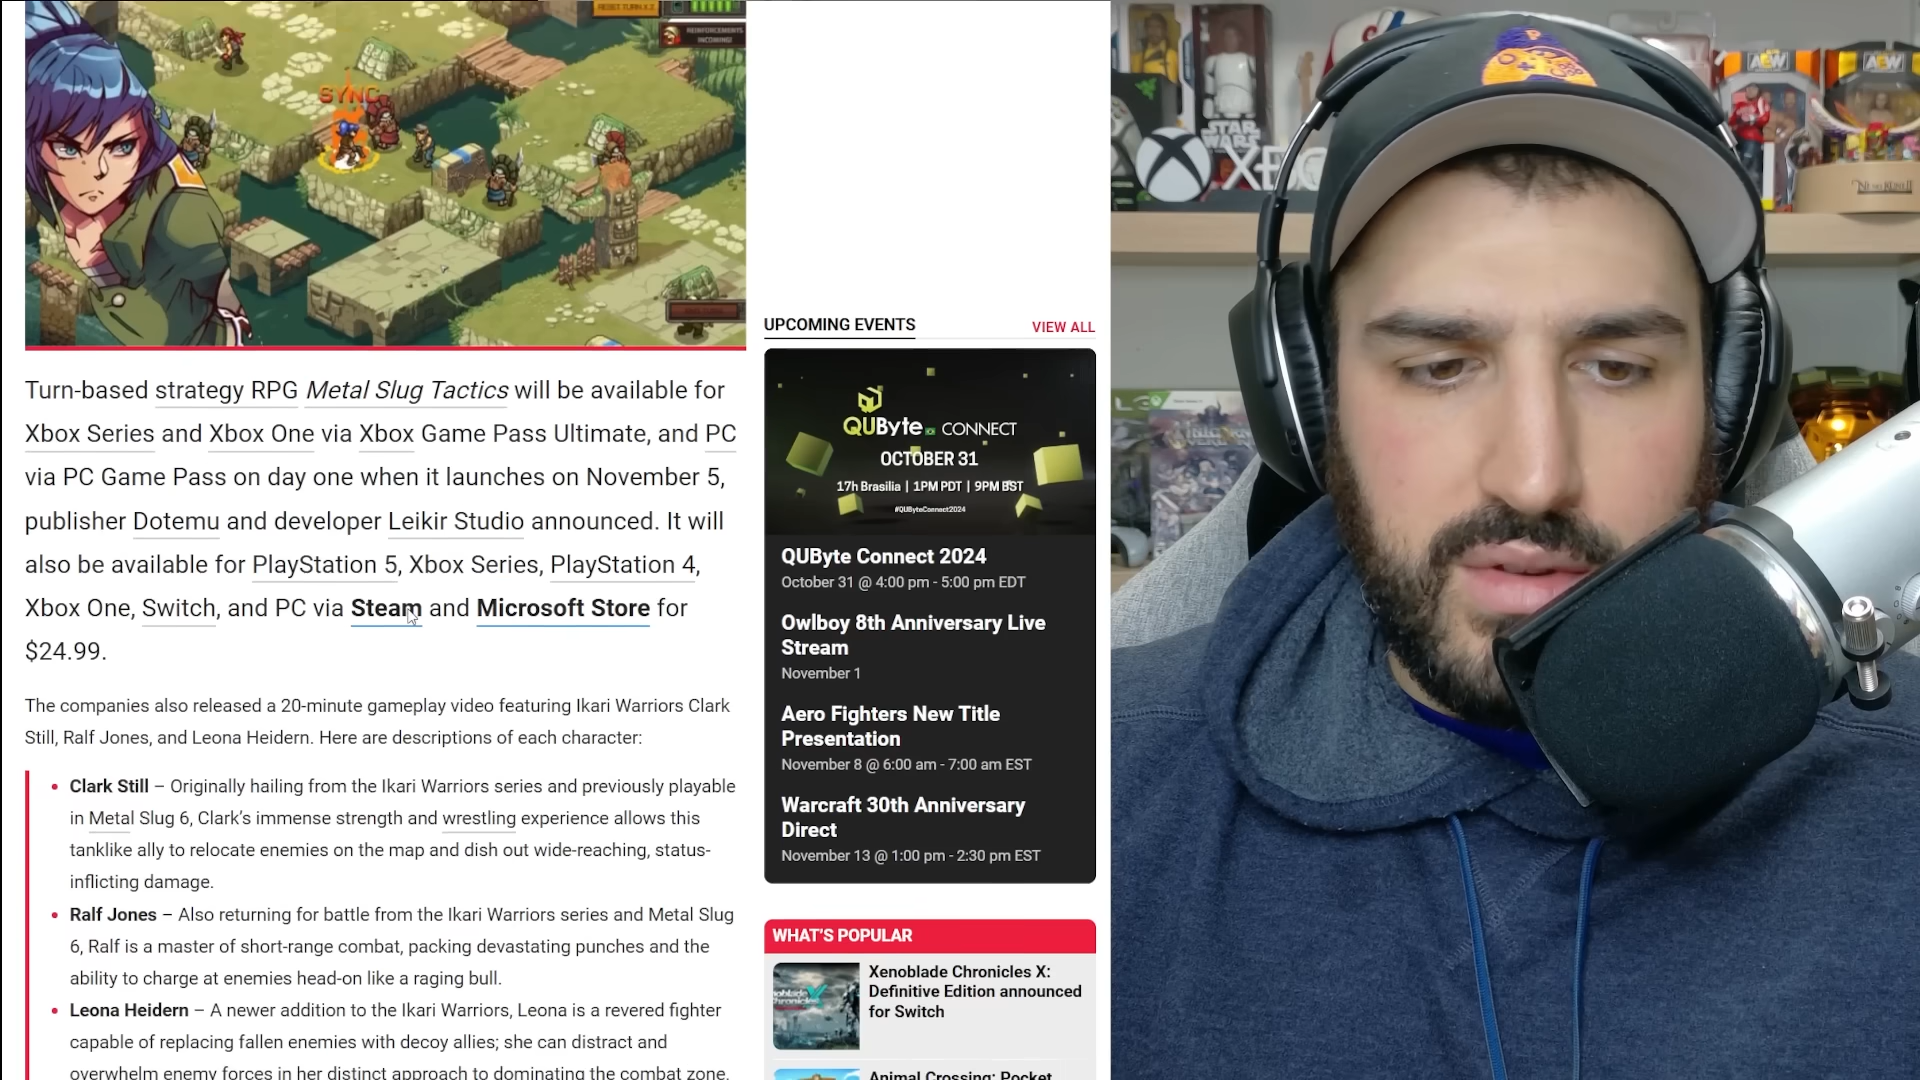 RESET TURN X 2
REINFORCEMENTS
INCOMING!
SYNC
Turn-based strategy RPG Metal Slug Tactics will be available for
Xbox Series and Xbox One via Xbox Game Pass Ultimate, and PC
via PC Game Pass on day one when it launches on November 5,
publisher Dotemu and developer Leikir Studio announced. It will
also be available for PlayStation 5, Xbox Series, PlayStation 4,
Xbox One, Switch, and PC via Steam and Microsoft Store for
$24.99.
The companies also released a 20-minute gameplay video featuring Ikari Warriors Clark
Still, Ralf Jones, and Leona Heidern. Here are descriptions of each character:
• Clark Still – Originally hailing from the Ikari Warriors series and previously playable
in Metal Slug 6, Clark’s immense strength and wrestling experience allows this
tanklike ally to relocate enemies on the map and dish out wide-reaching, status-
inflicting damage.
• Ralf Jones – Also returning for battle from the Ikari Warriors series and Metal Slug
6, Ralf is a master of short-range combat, packing devastating punches and the
ability to charge at enemies head-on like a raging bull.
• Leona Heidern – A newer addition to the Ikari Warriors, Leona is a revered fighter
capable of replacing fallen enemies with decoy allies; she can distract and
overwhelm enemy forces in her distinct approach to dominating the combat zone.
UPCOMING EVENTS
VIEW ALL
QUByte CONNECT
OCTOBER 31
17h Brasilia | 1PM PDT | 9PM BST
#QUByteConnect2024
QUByte Connect 2024
October 31 @ 4:00 pm - 5:00 pm EDT
Owlboy 8th Anniversary Live
Stream
November 1
Aero Fighters New Title
Presentation
November 8 @ 6:00 am - 7:00 am EST
Warcraft 30th Anniversary
Direct
November 13 @ 1:00 pm - 2:30 pm EST
WHAT’S POPULAR
Xenoblade Chronicles X:
Definitive Edition announced
for Switch
Animal Crossing: Pocket
STAR
WARS
XBO
AEW
AEW